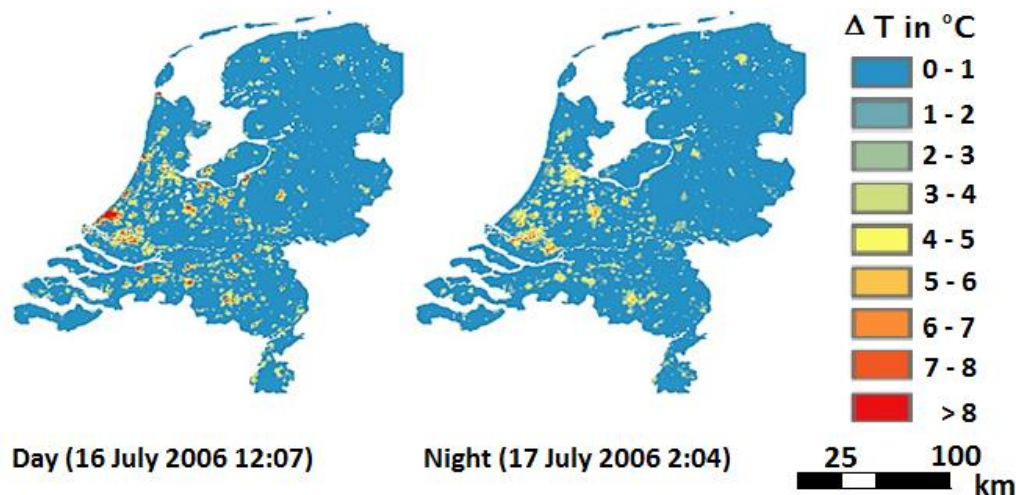 Δ T in °C
0 - 1
1 - 2
2 - 3
3 - 4
4 - 5
5 - 6
6 - 7
7 - 8
> 8
Day (16 July 2006 12:07)
Night (17 July 2006 2:04)
25 100
km